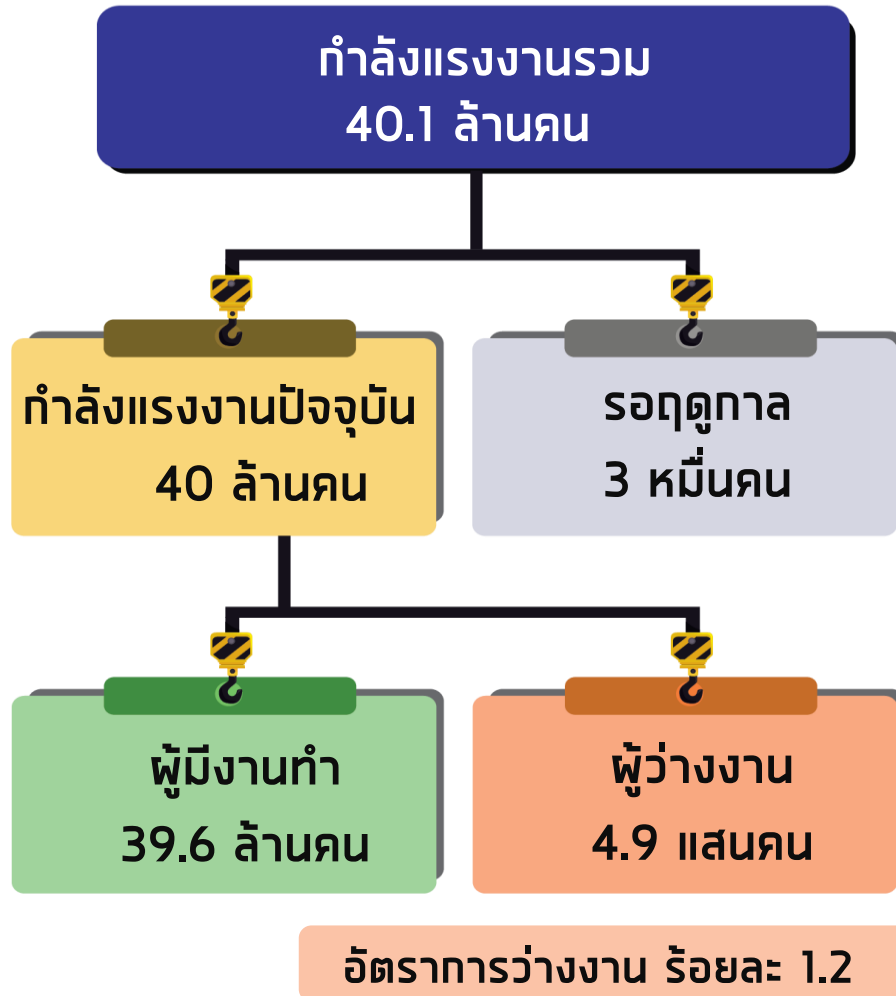 กำลังแรงงานรวม
40.1 ล้านคน
กำลังแรงงานปัจจุบัน
40 ล้านคน
รอฤดูกาล
3 หมื่นคน
ผู้มีงานทำ
39.6 ล้านคน
ผู้ว่างงาน
4.9 แสนคน
อัตราการว่างงาน ร้อยละ 1.2